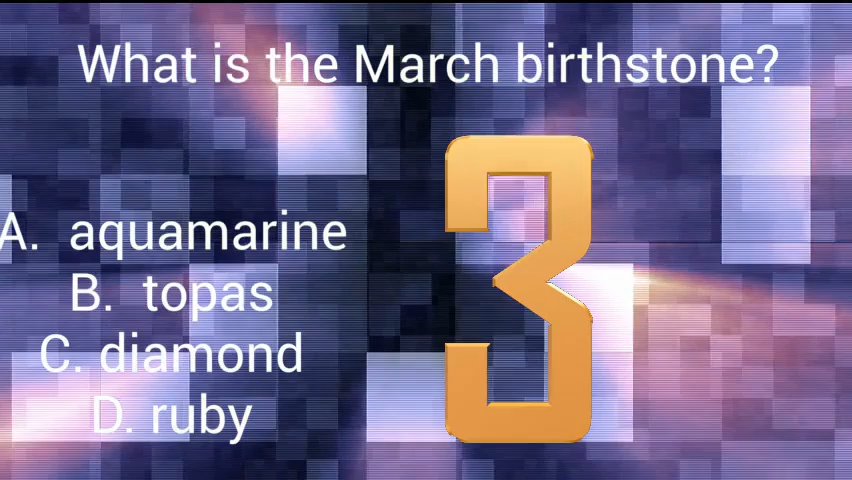 What is the March birthstone?
A. aquamarine
B. topas
C. diamond
D. ruby
3